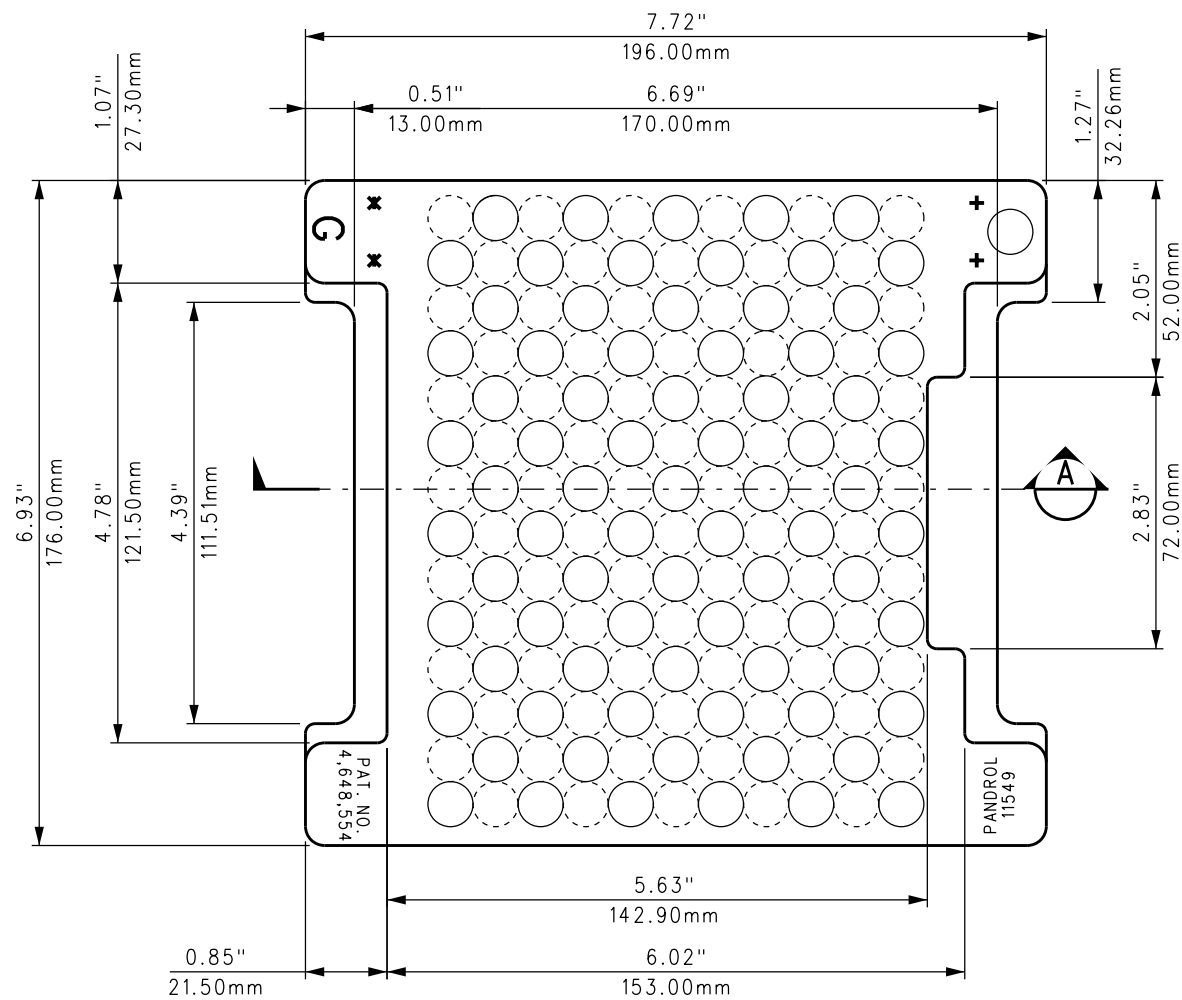 7.72"
196.00mm
0.51"
13.00mm
6.69"
170.00mm
1.07"
27.30mm
1.27"
32.26mm
G
2.05"
52.00mm
6.93"
176.00mm
4.78"
121.50mm
4.39"
111.51mm
A
2.83"
72.00mm
PAT. NO.
4,648,554
PANDROL
11549
5.63"
142.90mm
0.85"
21.50mm
6.02"
153.00mm